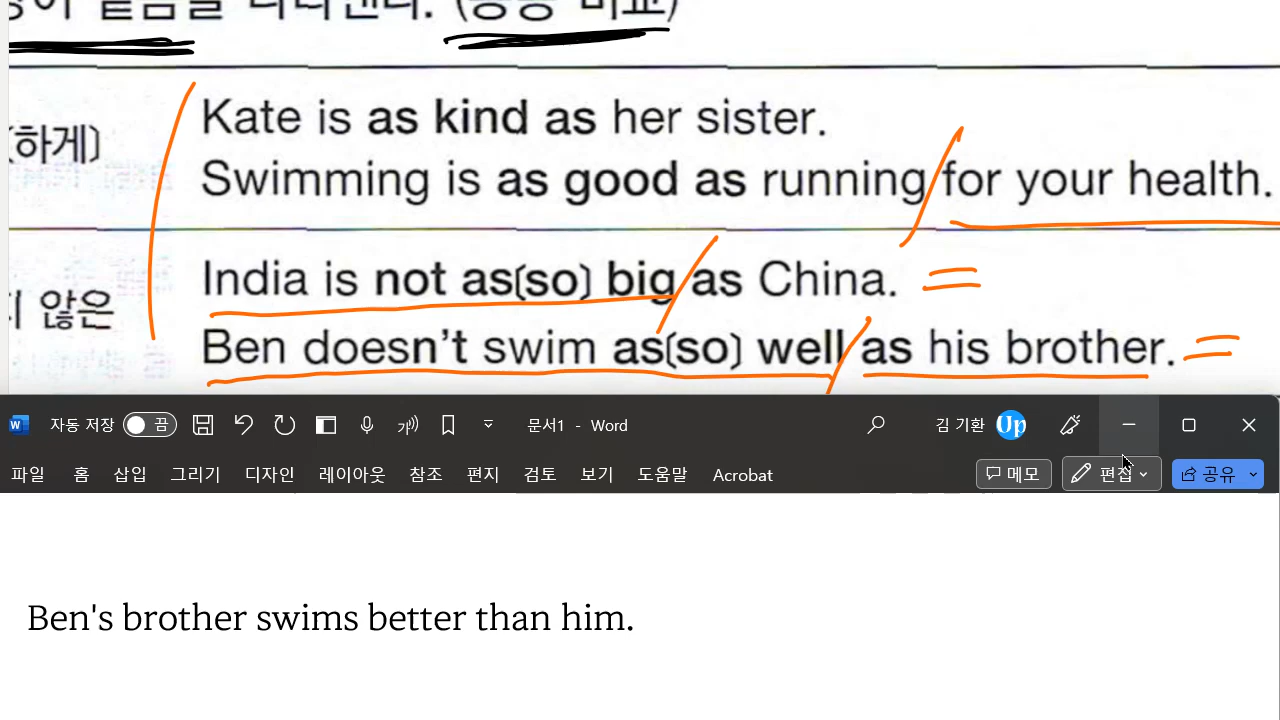 Kate is as kind as her sister.
(하게)
Swimming is as good as running for your health.
India is not as(so) big as China. =
않은
Ben doesn't swim as(so) well as his brother. =
자동 저장 끔 가)) 문서1 - Word 김 기환 Up
파일 홈 삽입 그리기 디자인 레이아웃 참조 편지 검토 보기 도움말 Acrobat 메모 편집 공유
Ben's brother swims better than him.